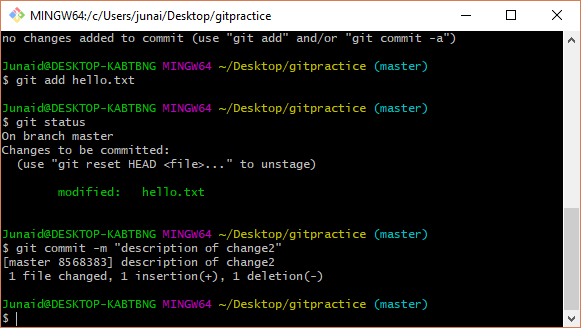 MINGW64:/c/Users/junai/Desktop/gitpractice
no changes added to commit (use "git add" and/or "git commit -a")
Junaid@DESKTOP-KABTBNG MINGW64 ~/Desktop/gitpractice (master)
$ git add hello.txt
Junaid@DESKTOP-KABTBNG MINGW64 ~/Desktop/gitpractice (master)
$ git status
On branch master
Changes to be committed:
  (use "git reset HEAD <file>..." to unstage)
        modified:   hello.txt
Junaid@DESKTOP-KABTBNG MINGW64 ~/Desktop/gitpractice (master)
$ git commit -m "description of change2"
[master 8568383] description of change2
 1 file changed, 1 insertion(+), 1 deletion(-)
Junaid@DESKTOP-KABTBNG MINGW64 ~/Desktop/gitpractice (master)
$